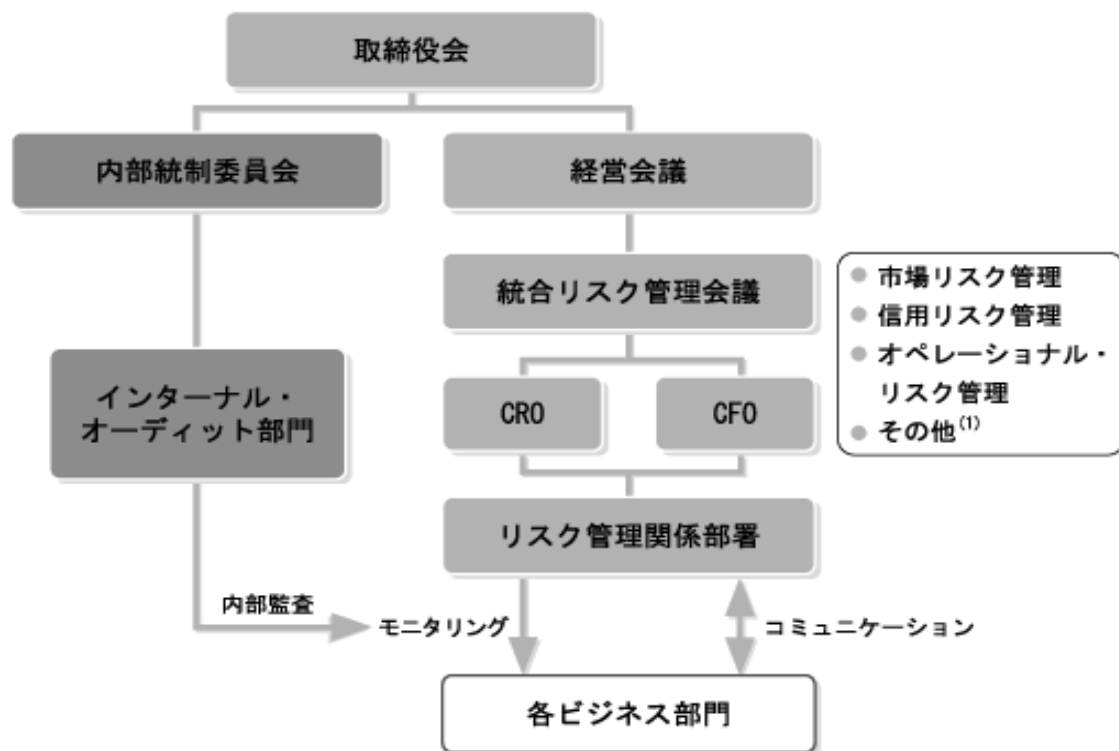 取締役会
内部統制委員会
経営会議
統合リスク管理会議
● 市場リスク管理
● 信用リスク管理
● オペレーショナル・
リスク管理
● その他(1)
インターナル・
オーディット部門
CRO
CFO
リスク管理関係部署
内部監査
モニタリング
コミュニケーション
各ビジネス部門